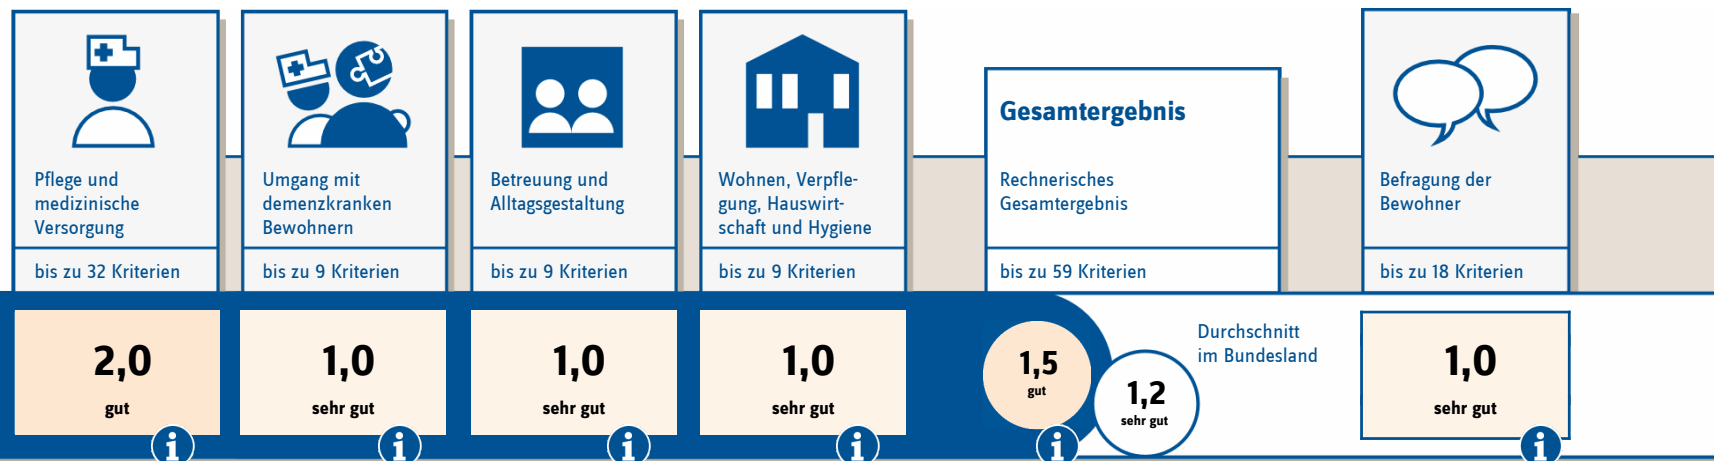 Pflege und
medizinische
Versorgung
bis zu 32 Kriterien
2,0
gut
i
Umgang mit
demenzkranken
Bewohnern
bis zu 9 Kriterien
1,0
sehr gut
i
Betreuung und
Alltagsgestaltung
bis zu 9 Kriterien
1,0
sehr gut
i
Wohnen, Verpfle-
gung, Hauswirt-
schaft und Hygiene
bis zu 9 Kriterien
1,0
sehr gut
i
Gesamtergebnis
Rechnerisches
Gesamtergebnis
bis zu 59 Kriterien
1,5
gut
i
Durchschnitt
im Bundesland
1,2
sehr gut
Befragung der
Bewohner
bis zu 18 Kriterien
1,0
sehr gut
i